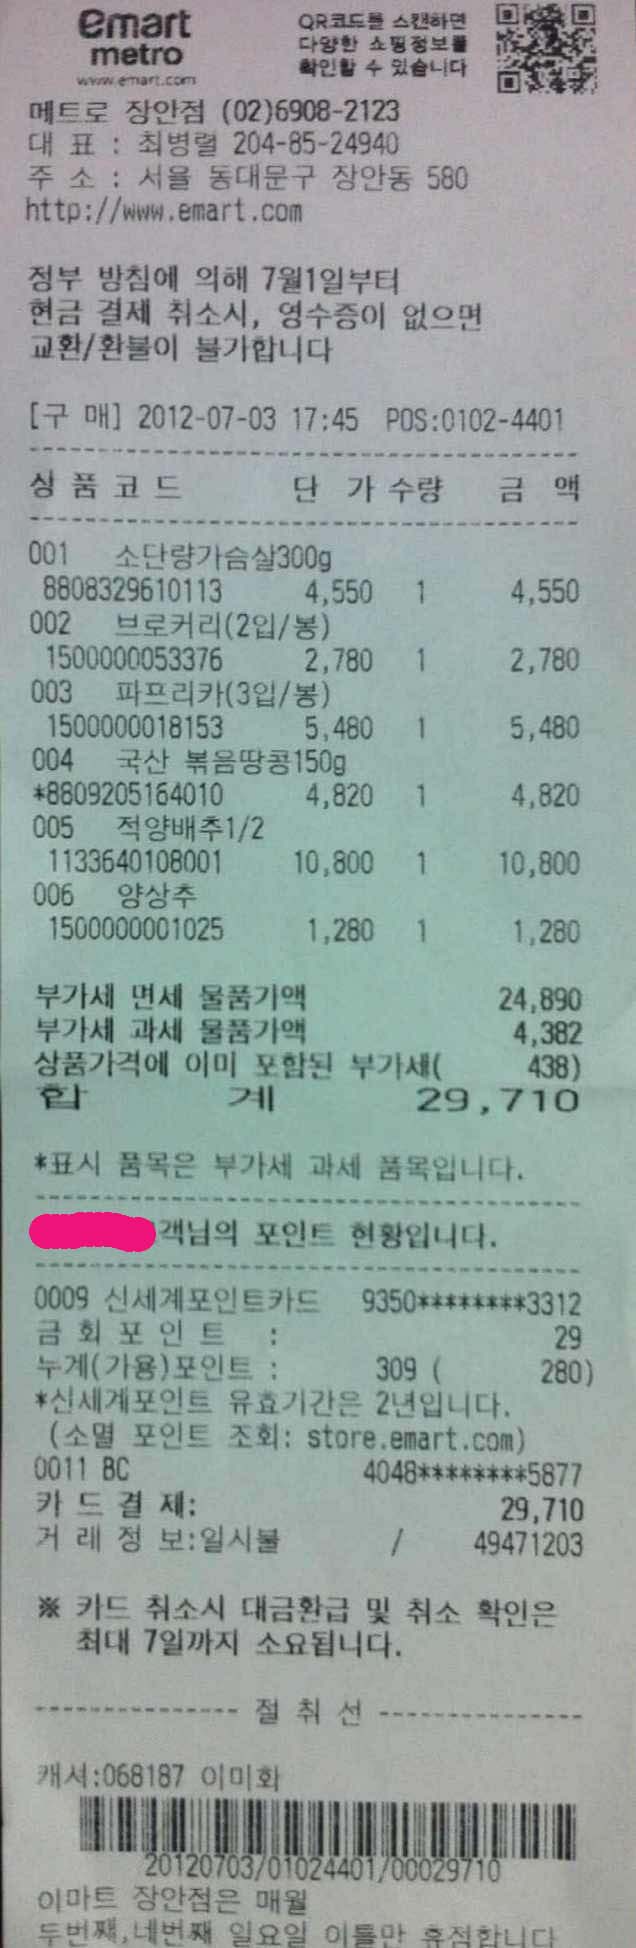 emart
metro
www.emart.com
QR코드를 스캔하면
다양한 쇼핑정보를
확인할 수 있습니다
메트로 장안점 (02)6908-2123
대 표 : 최병렬 204-85-24940
주 소 : 서울 동대문구 장안동 580
http://www.emart.com
정부 방침에 의해 7월1일부터
현금 결제 취소시, 영수증이 없으면
교환/환불이 불가합니다
[구 매] 2012-07-03 17:45 POS:0102-4401
상 품 코 드 단 가 수량 금 액
001 소단량가슴살300g
8808329610113 4,550 1 4,550
002 브로커리(2입/봉)
1500000053376 2,780 1 2,780
003 파프리카(3입/봉)
1500000018153 5,480 1 5,480
004 국산 볶음땅콩150g
*8809205164010 4,820 1 4,820
005 적양배추1/2
1133640108001 10,800 1 10,800
006 양상추
1500000001025 1,280 1 1,280
부가세 면세 물품가액 24,890
부가세 과세 물품가액 4,382
상품가격에 이미 포함된 부가세( 438)
합 계 29,710
*표시 품목은 부가세 과세 품목입니다.
객님의 포인트 현황입니다.
0009 신세계포인트카드 9350********3312
금 회 포 인 트 : 29
누계(가용)포인트 : 309 ( 280)
*신세계포인트 유효기간은 2년입니다.
(소멸 포인트 조회: store.emart.com)
0011 BC 4048********5877
카 드 결 제: 29,710
거 래 정 보:일시불 / 49471203
※ 카드 취소시 대금환급 및 취소 확인은
최대 7일까지 소요됩니다.
--------------- 절 취 선 ---------------
캐셔:068187 이미화
20120703/01024401/00029710
이마트 장안점은 매월
두번째,네번째 일요일 이틀만 휴점합니다